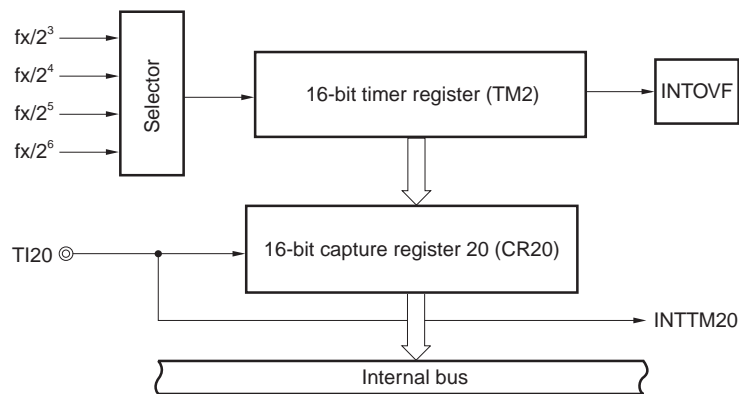 fx/2³
fx/2⁴
fx/2⁵
fx/2⁶
Selector
16-bit timer register (TM2)
INTOVF
TI20
16-bit capture register 20 (CR20)
INTTM20
Internal bus